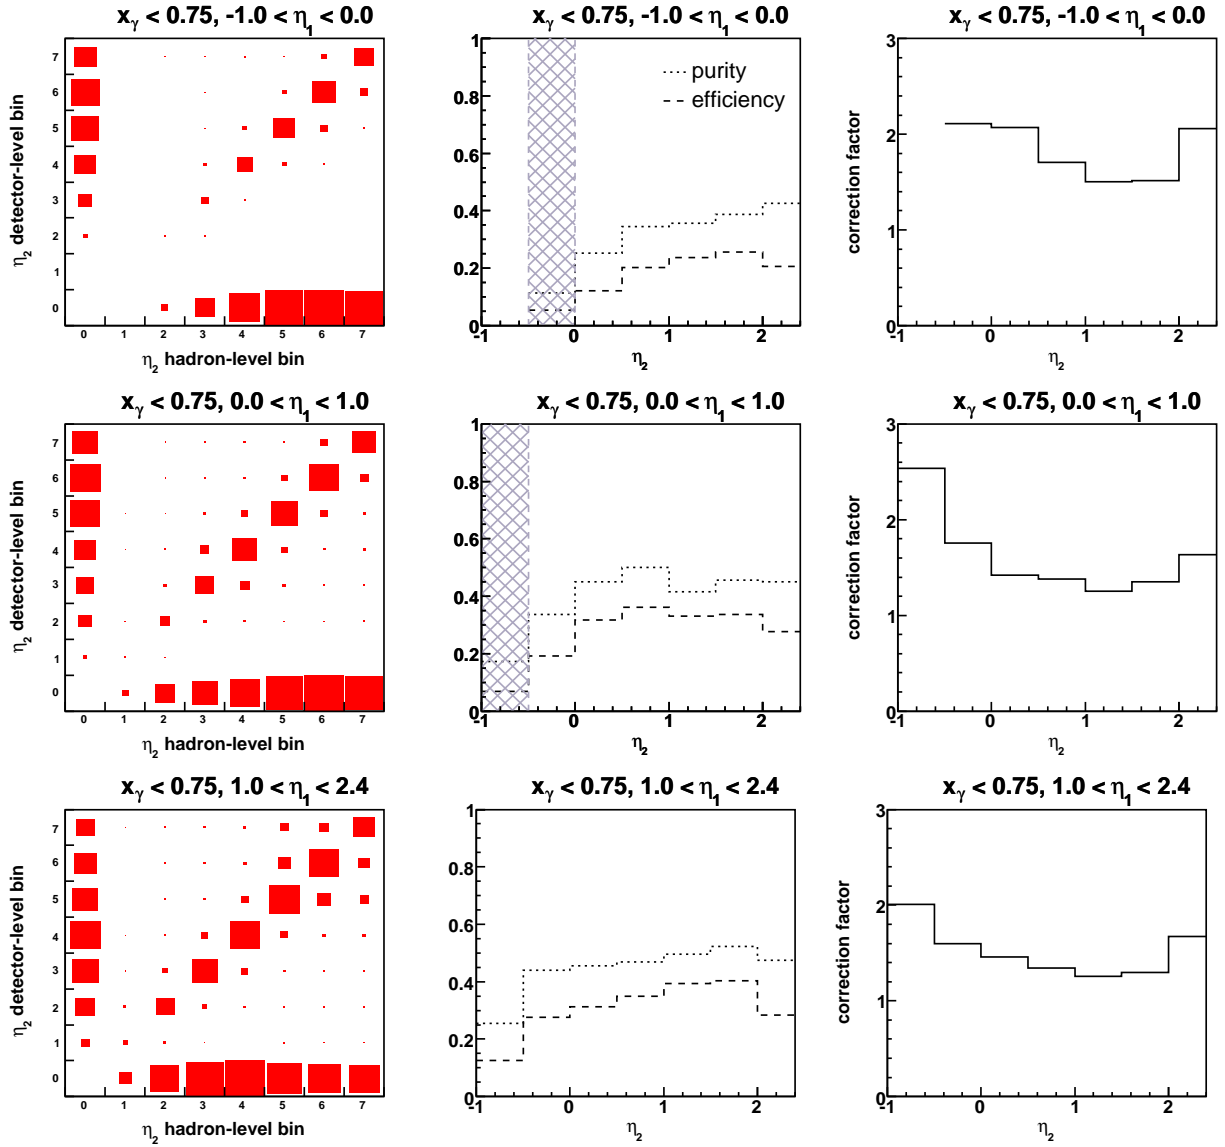 xγ < 0.75, -1.0 < η1 < 0.0
η2 detector-level bin
7
6
5
4
3
2
1
0
0 1 2 3 4 5 6 7
η2 hadron-level bin
xγ < 0.75, -1.0 < η1 < 0.0
purity
efficiency
1
0.8
0.6
0.4
0.2
0
-1 0 1 2
η2
xγ < 0.75, -1.0 < η1 < 0.0
correction factor
3
2
1
0
-1 0 1 2
η2
xγ < 0.75, 0.0 < η1 < 1.0
η2 detector-level bin
7
6
5
4
3
2
1
0
0 1 2 3 4 5 6 7
η2 hadron-level bin
xγ < 0.75, 0.0 < η1 < 1.0
1
0.8
0.6
0.4
0.2
0
-1 0 1 2
η2
xγ < 0.75, 0.0 < η1 < 1.0
correction factor
3
2
1
0
-1 0 1 2
η2
xγ < 0.75, 1.0 < η1 < 2.4
η2 detector-level bin
7
6
5
4
3
2
1
0
0 1 2 3 4 5 6 7
η2 hadron-level bin
xγ < 0.75, 1.0 < η1 < 2.4
1
0.8
0.6
0.4
0.2
0
-1 0 1 2
η2
xγ < 0.75, 1.0 < η1 < 2.4
correction factor
3
2
1
0
-1 0 1 2
η2